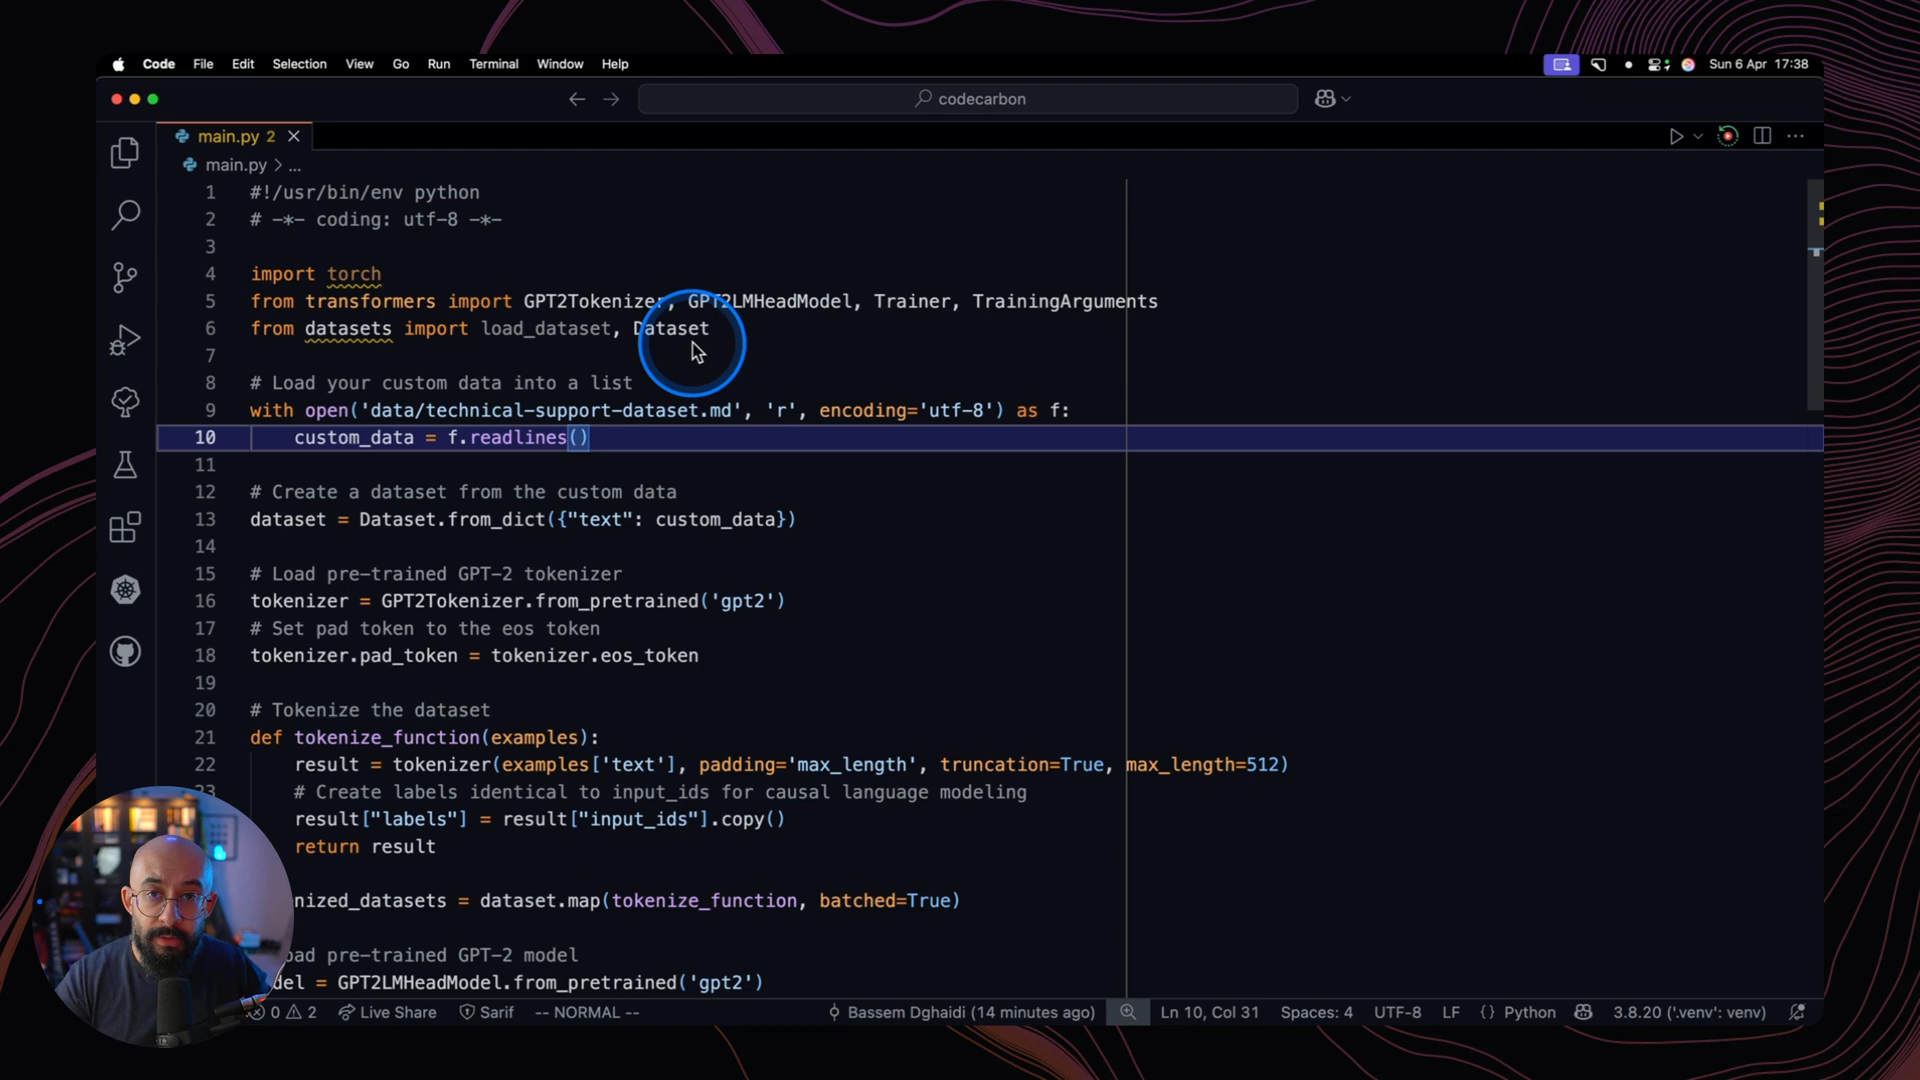 Code File Edit Selection View Go Run Terminal Window Help Sun 6 Apr 17:38
codecarbon
main.py 2
main.py > ...
1 #!/usr/bin/env python
2 # -*- coding: utf-8 -*-
3
4 import torch
5 from transformers import GPT2Tokenizer, GPT2LMHeadModel, Trainer, TrainingArguments
6 from datasets import load_dataset, Dataset
7
8 # Load your custom data into a list
9 with open('data/technical-support-dataset.md', 'r', encoding='utf-8') as f:
10 custom_data = f.readlines()
11
12 # Create a dataset from the custom data
13 dataset = Dataset.from_dict({"text": custom_data})
14
15 # Load pre-trained GPT-2 tokenizer
16 tokenizer = GPT2Tokenizer.from_pretrained('gpt2')
17 # Set pad token to the eos token
18 tokenizer.pad_token = tokenizer.eos_token
19
20 # Tokenize the dataset
21 def tokenize_function(examples):
22 result = tokenizer(examples['text'], padding='max_length', truncation=True, max_length=512)
23 # Create labels identical to input_ids for causal language modeling
result["labels"] = result["input_ids"].copy()
return result
nized_datasets = dataset.map(tokenize_function, batched=True)
oad pre-trained GPT-2 model
del = GPT2LMHeadModel.from_pretrained('gpt2')
0 2 Live Share Sarif -- NORMAL -- Bassem Dghaidi (14 minutes ago) Ln 10, Col 31 Spaces: 4 UTF-8 LF {} Python 3.8.20 ('.venv': venv)